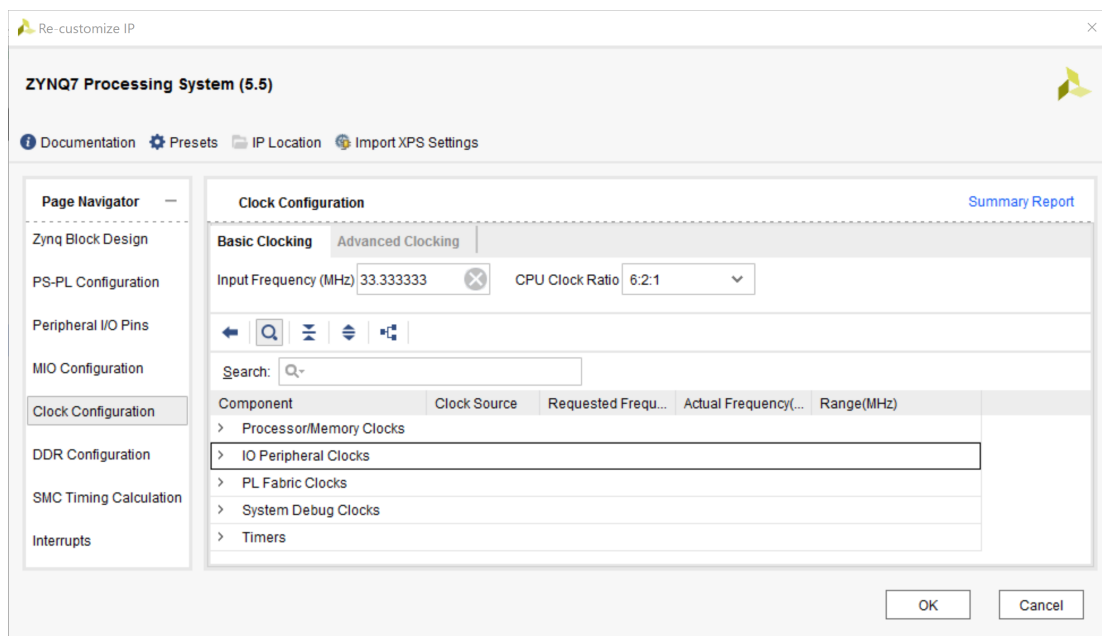 Re-customize IP
ZYNQ7 Processing System (5.5)
Documentation Presets IP Location Import XPS Settings
Page Navigator
Zynq Block Design
PS-PL Configuration
Peripheral I/O Pins
MIO Configuration
Clock Configuration
DDR Configuration
SMC Timing Calculation
Interrupts
Clock Configuration Summary Report
Basic Clocking Advanced Clocking
Input Frequency (MHz) 33.333333 CPU Clock Ratio 6:2:1
Search:
Component Clock Source Requested Frequ... Actual Frequency(... Range(MHz)
Processor/Memory Clocks
IO Peripheral Clocks
PL Fabric Clocks
System Debug Clocks
Timers
OK Cancel